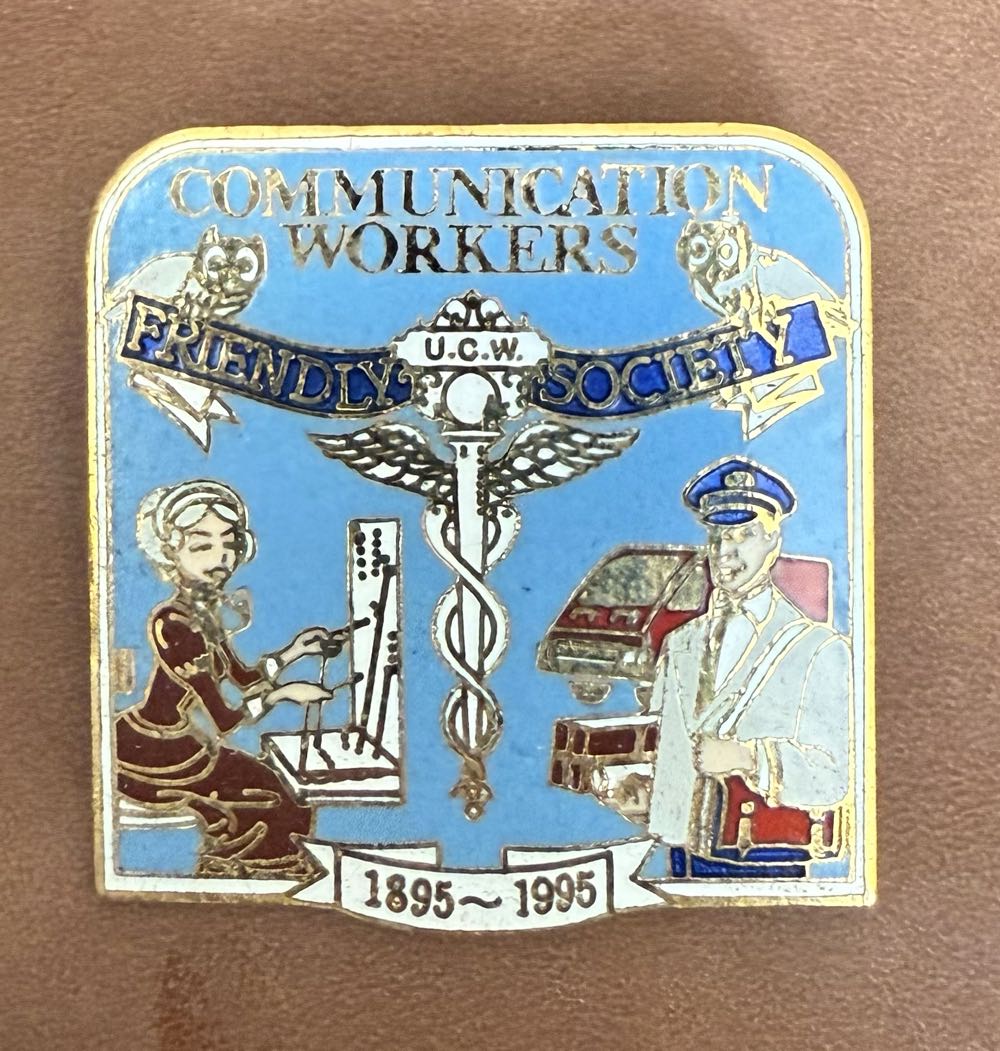 COMMUNICATION
WORKERS
FRIENDLY SOCIETY
U.C.W.
1895~1995